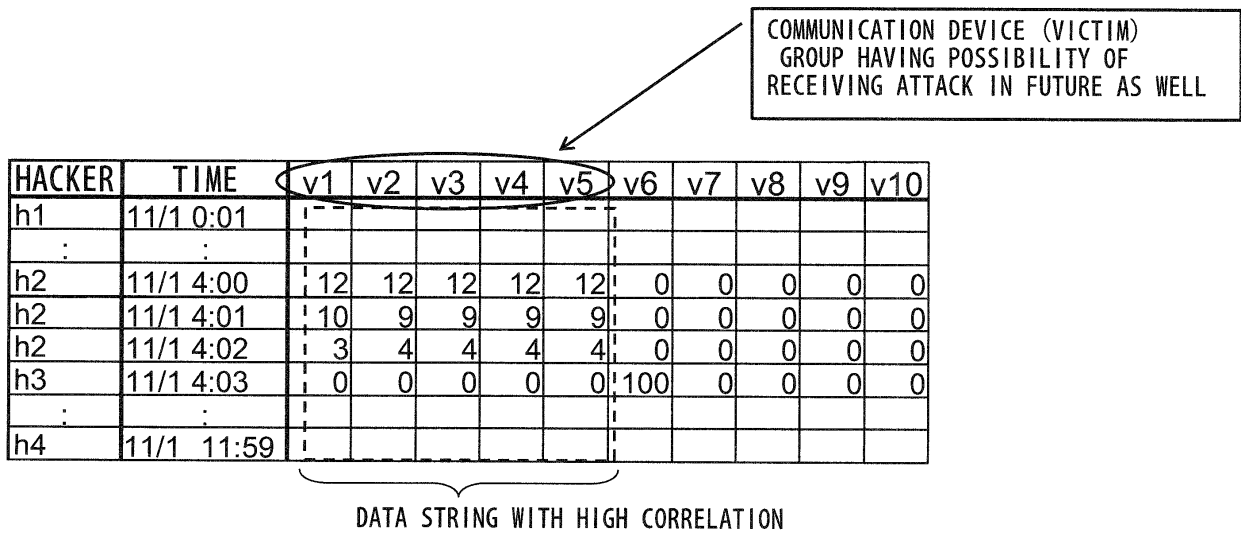 COMMUNICATION DEVICE (VICTIM)
GROUP HAVING POSSIBILITY OF
RECEIVING ATTACK IN FUTURE AS WELL
HACKER TIME v1 v2 v3 v4 v5 v6 v7 v8 v9 v10
h1 11/1 0:01
: :
h2 11/1 4:00 12 12 12 12 12 0 0 0 0 0
h2 11/1 4:01 10 9 9 9 9 0 0 0 0 0
h2 11/1 4:02 3 4 4 4 4 0 0 0 0 0
h3 11/1 4:03 0 0 0 0 0 100 0 0 0 0
: :
h4 11/1 11:59
DATA STRING WITH HIGH CORRELATION